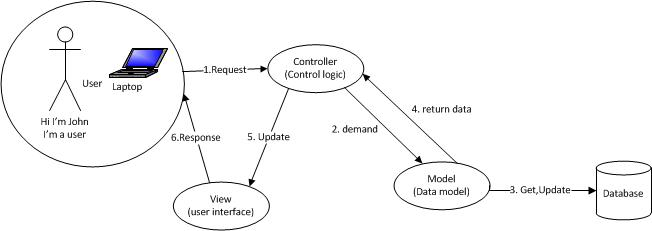 User
Laptop
Hi I'm John
I'm a user
1.Request
Controller
(Control logic)
2. demand
4. return data
Model
(Data model)
3. Get,Update
Database
5. Update
View
(user interface)
6.Response